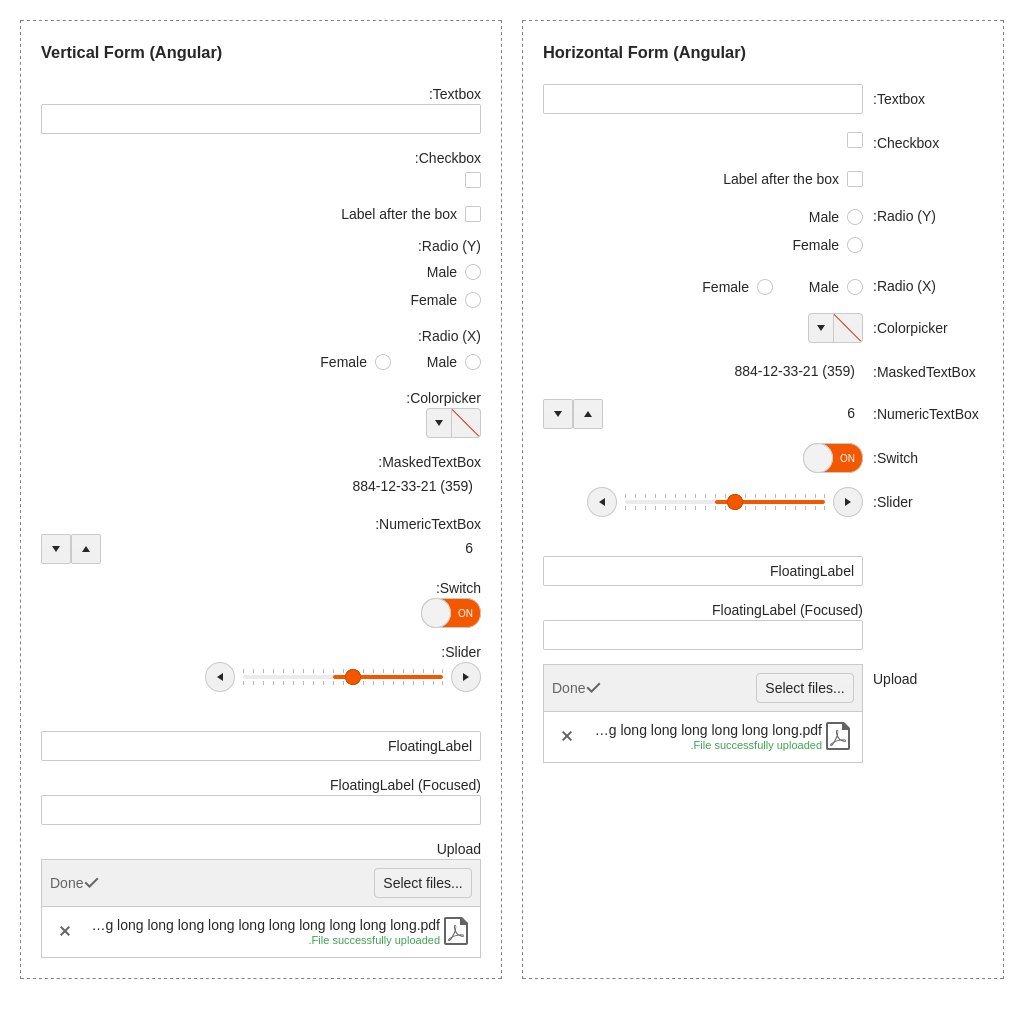 Vertical Form (Angular)
:Textbox
:Checkbox
Label after the box
:Radio (Y)
Male
Female
:Radio (X)
Female Male
:Colorpicker
:MaskedTextBox
884-12-33-21 (359)
:NumericTextBox
6
:Switch
ON
:Slider
FloatingLabel
FloatingLabel (Focused)
Upload
Done Select files...
...g long long long long long long long long long long.pdf
.File successfully uploaded
Horizontal Form (Angular)
:Textbox
:Checkbox
Label after the box
Male :Radio (Y)
Female
Female Male :Radio (X)
:Colorpicker
884-12-33-21 (359) :MaskedTextBox
6 :NumericTextBox
ON :Switch
:Slider
FloatingLabel
FloatingLabel (Focused)
Done Select files... Upload
...g long long long long long long.pdf
.File successfully uploaded